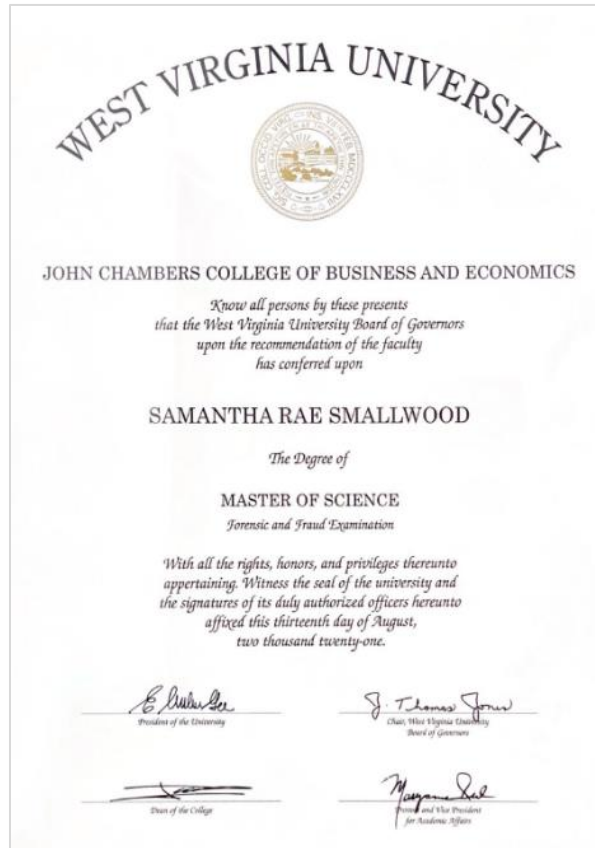 WEST VIRGINIA UNIVERSITY
JOHN CHAMBERS COLLEGE OF BUSINESS AND ECONOMICS
Know all persons by these presents
that the West Virginia University Board of Governors
upon the recommendation of the faculty
has conferred upon
SAMANTHA RAE SMALLWOOD
The Degree of
MASTER OF SCIENCE
Forensic and Fraud Examination
With all the rights, honors, and privileges thereunto
appertaining. Witness the seal of the university and
the signatures of its duly authorized officers hereunto
affixed this thirteenth day of August,
two thousand twenty-one.
President of the University
J. Thomas Jones
Chair, West Virginia University
Board of Governors
Dean of the College
Provost and Vice President
for Academic Affairs